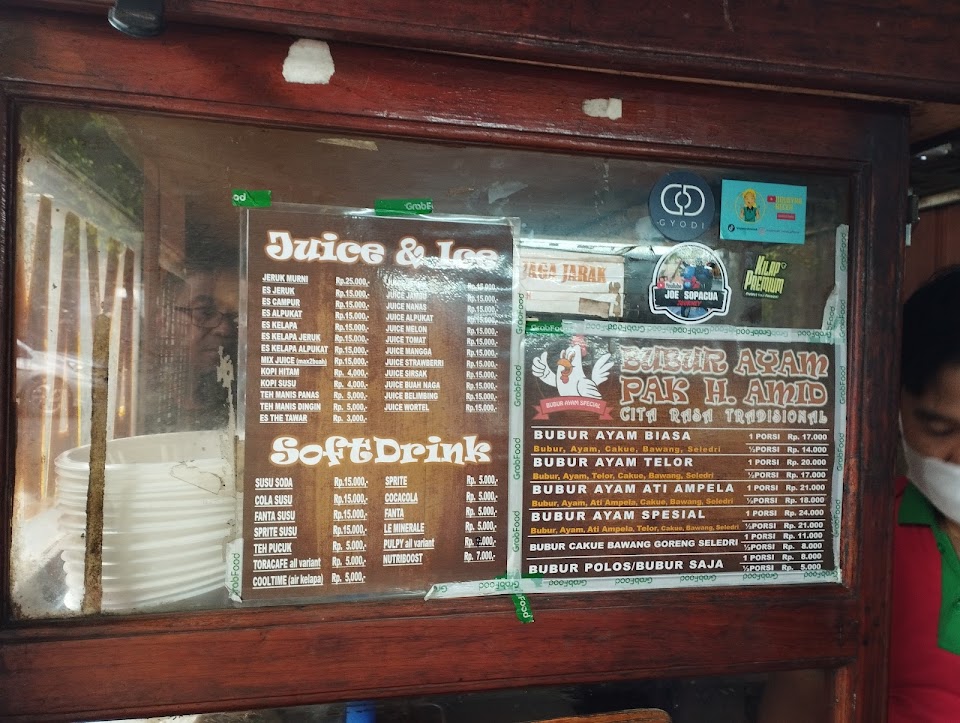 GrabFood
Juice & Ice
JERUK MURNI Rp.25.000,-
ES JERUK Rp.15.000,-
ES CAMPUR Rp.15.000,-
ES ALPUKAT Rp.15.000,-
ES KELAPA Rp.15.000,-
ES KELAPA JERUK Rp.15.000,-
ES KELAPA ALPUKAT Rp.15.000,-
MIX JUICE (max2buah) Rp.15.000,-
KOPI HITAM Rp. 4,000,-
KOPI SUSU Rp. 4,000,-
TEH MANIS PANAS Rp. 5,000,-
TEH MANIS DINGIN Rp. 5,000,-
ES THE TAWAR Rp. 3,000,-
JUICE NANAS Rp.15.000,-
JUICE ALPUKAT Rp.15.000,-
JUICE MELON Rp.15.000,-
JUICE TOMAT Rp.15.000,-
JUICE MANGGA Rp.15.000,-
JUICE STRAWBERRI Rp.15.000,-
JUICE SIRSAK Rp.15.000,-
JUICE BUAH NAGA Rp.15.000,-
JUICE BELIMBING Rp.15.000,-
JUICE WORTEL Rp.15.000,-
SoftDrink
SUSU SODA Rp.15.000,-
COLA SUSU Rp.15.000,-
FANTA SUSU Rp.15.000,-
SPRITE SUSU Rp.15.000,-
TEH PUCUK Rp. 5.000,-
TORACAFE all variant Rp. 5.000,-
COOLTIME (air kelapa) Rp. 5,000,-
SPRITE Rp. 5.000,-
COCACOLA Rp. 5.000,-
FANTA Rp. 5.000,-
LE MINERALE Rp. 5.000,-
PULPY all variant
NUTRIBOOST Rp. 7.000,-
GYODI
JAGA JARAK
JOE SOPACUA
JOURNEY
KILAP
PREMIUM
BUBUR AYAM SPECIAL
BUBUR AYAM
PAK H. AMID
CITA RASA TRADISIONAL
BUBUR AYAM BIASA 1 PORSI Rp. 17.000
Bubur, Ayam, Cakue, Bawang, Seledri ½PORSI Rp. 14.000
BUBUR AYAM TELOR 1 PORSI Rp. 20.000
Bubur, Ayam, Telor, Cakue, Bawang, Seledri ½PORSI Rp. 17.000
BUBUR AYAM ATI AMPELA 1 PORSI Rp. 21.000
Bubur, Ayam, Ati Ampela, Cakue, Bawang, Seledri ½PORSI Rp. 18.000
BUBUR AYAM SPESIAL 1 PORSI Rp. 24.000
Bubur, Ayam, Ati Ampela, Telor, Cakue, Bawang, Seledri ½PORSI Rp. 21.000
BUBUR CAKUE BAWANG GORENG SELEDRI 1 PORSI Rp. 11.000
½PORSI Rp. 8.000
BUBUR POLOS/BUBUR SAJA 1 PORSI Rp. 8.000
½PORSI Rp. 5.000